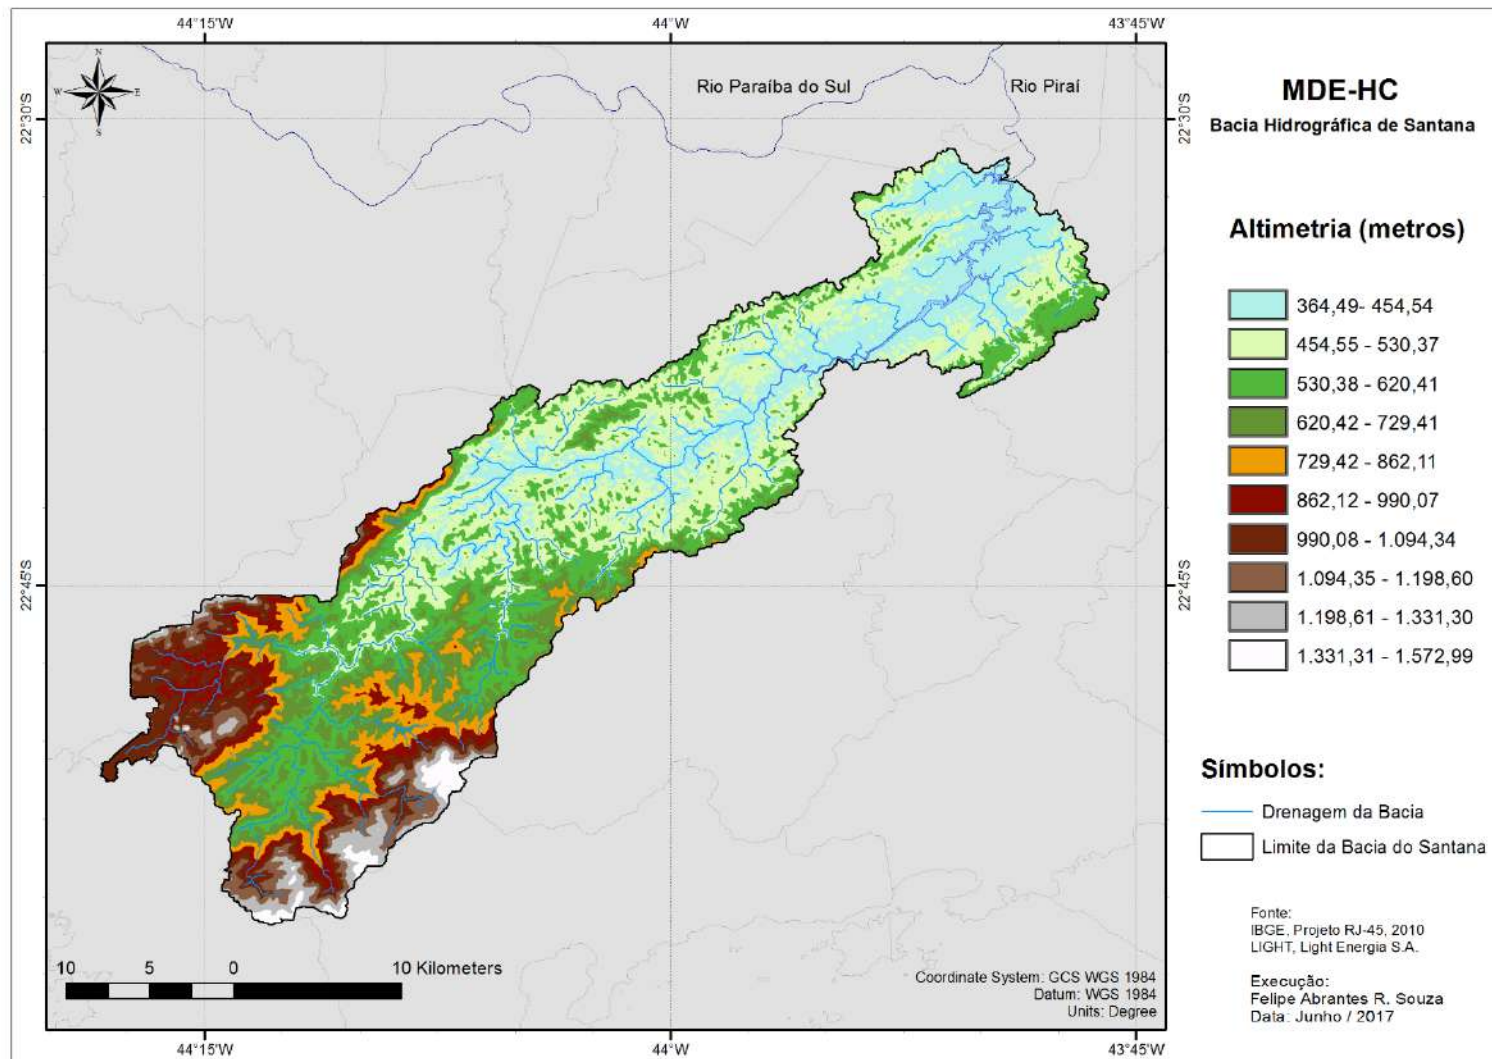 44°15'W
44°W
43°45'W
N
W
E
S
Rio Paraíba do Sul
Rio Piraí
22°30'S
22°30'S
MDE-HC
Bacia Hidrográfica de Santana
Altimetria (metros)
364,49- 454,54
454,55 - 530,37
530,38 - 620,41
620,42 - 729,41
729,42 - 862,11
862,12 - 990,07
990,08 - 1.094,34
1.094,35 - 1.198,60
1.198,61 - 1.331,30
1.331,31 - 1.572,99
22°45'S
22°45'S
Símbolos:
Drenagem da Bacia
Limite da Bacia do Santana
Fonte:
IBGE, Projeto RJ-45, 2010
LIGHT, Light Energia S.A.
Execução:
Felipe Abrantes R. Souza
Data: Junho / 2017
10 5 0 10 Kilometers
Coordinate System: GCS WGS 1984
Datum: WGS 1984
Units: Degree
44°15'W
44°W
43°45'W